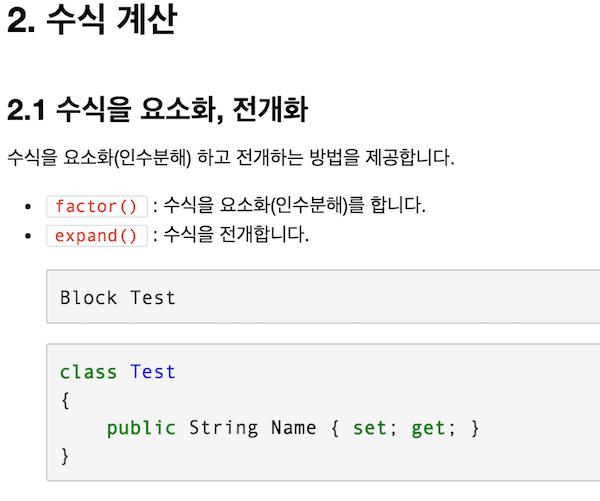 2. 수식 계산
2.1 수식을 요소화, 전개화
수식을 요소화(인수분해) 하고 전개하는 방법을 제공합니다.
• factor() : 수식을 요소화(인수분해)를 합니다.
• expand() : 수식을 전개합니다.
Block Test
class Test
{
    public String Name { set; get; }
}